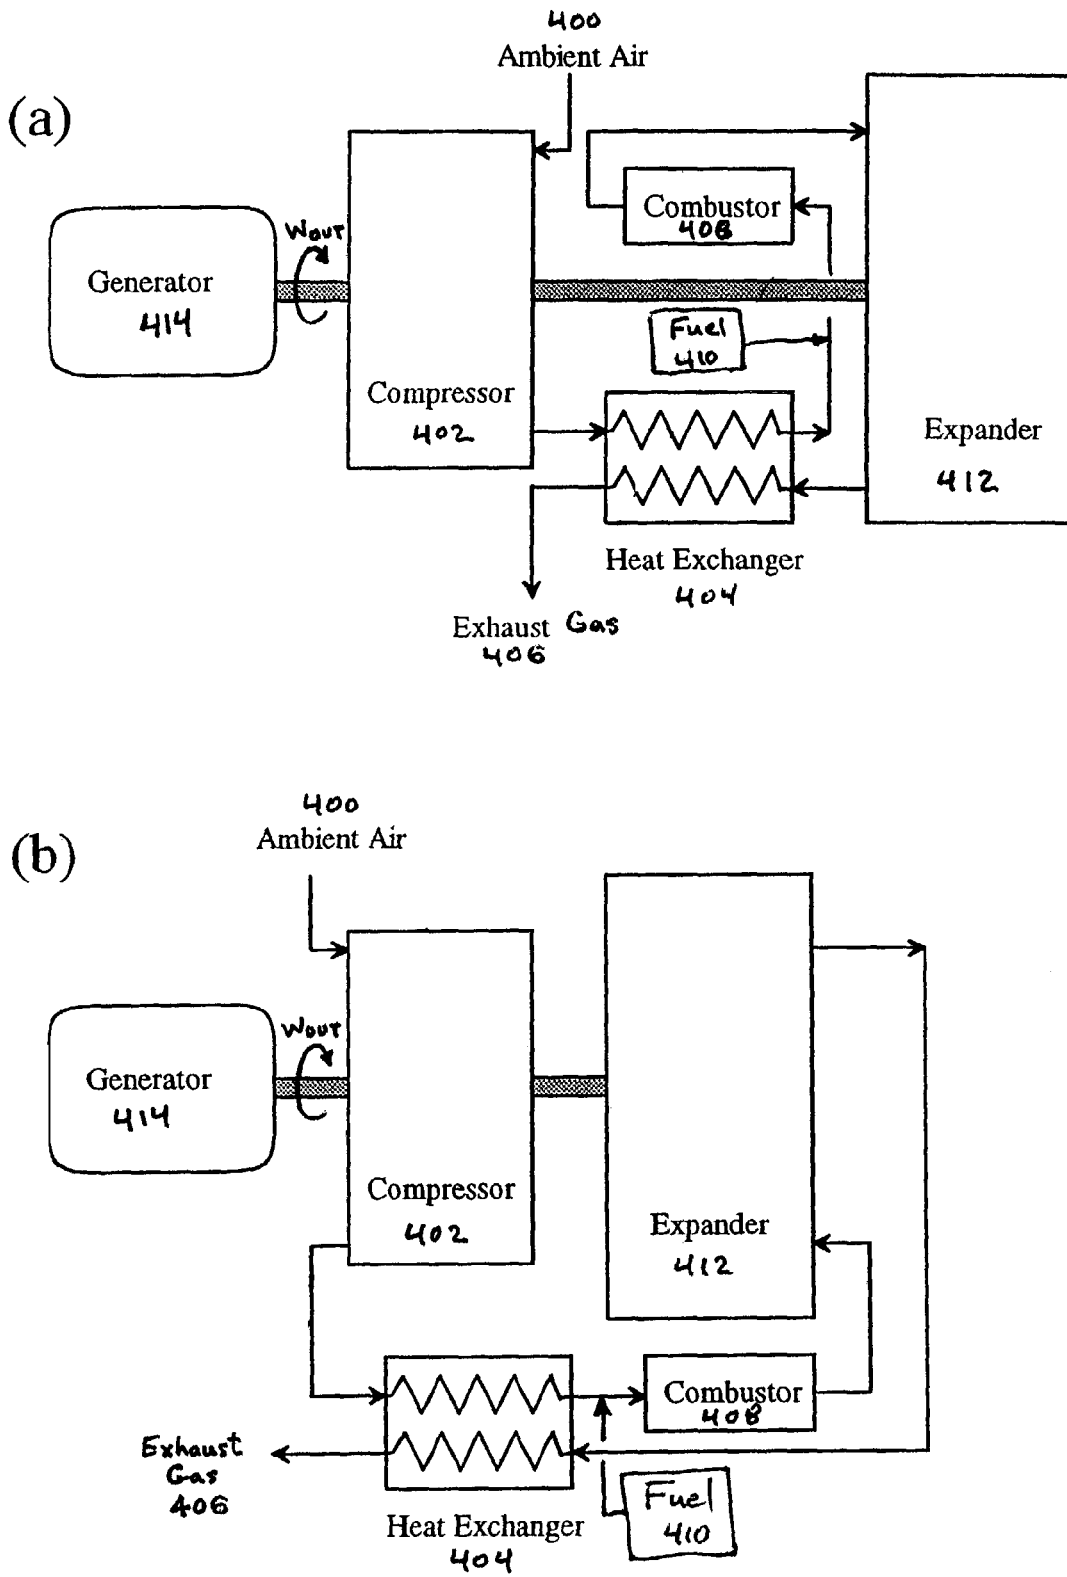 400
Ambient Air
(a)
Combustor
408
WOUT
Generator
414
Fuel
410
Compressor
402
Expander
412
Heat Exchanger
404
Exhaust Gas
406
400
Ambient Air
(b)
WOUT
Generator
414
Compressor
402
Expander
412
Combustor
408
Exhaust
Gas
406
Fuel
410
Heat Exchanger
404